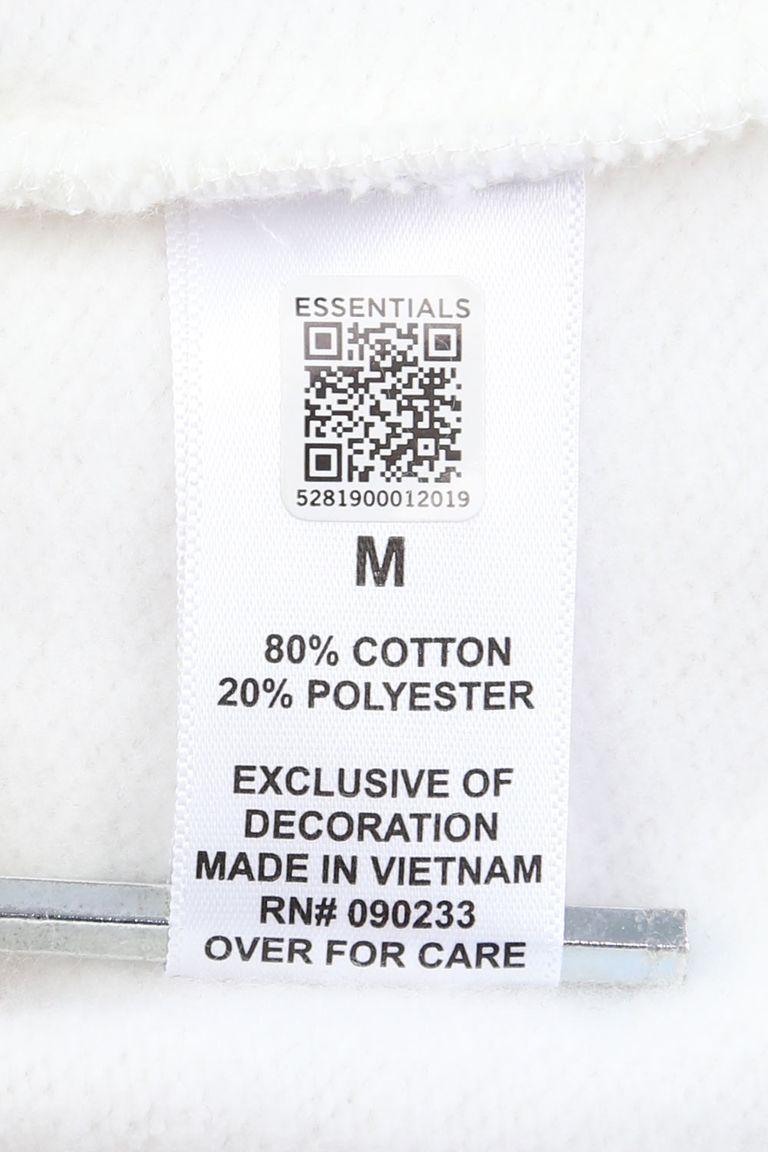 ESSENTIALS
5281900012019
M
80% COTTON
20% POLYESTER
EXCLUSIVE OF
DECORATION
MADE IN VIETNAM
RN# 090233
OVER FOR CARE